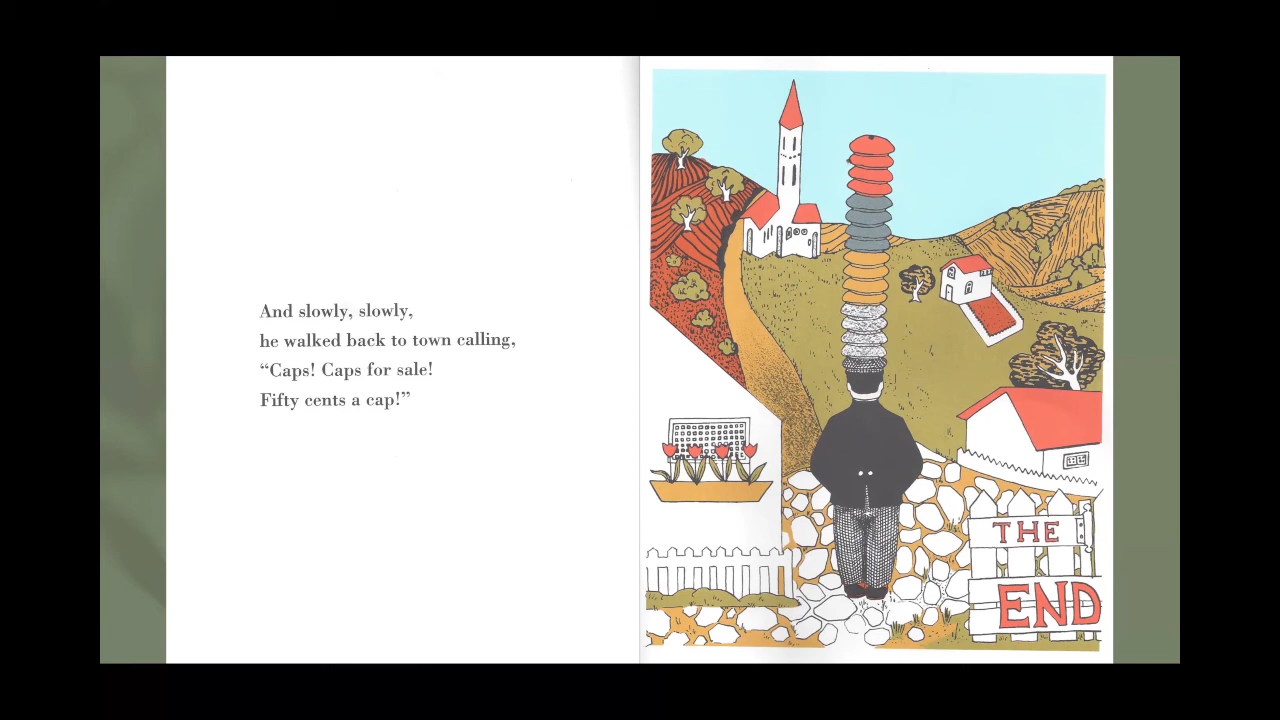 And slowly, slowly,
he walked back to town calling,
“Caps! Caps for sale!
Fifty cents a cap!”
THE
END